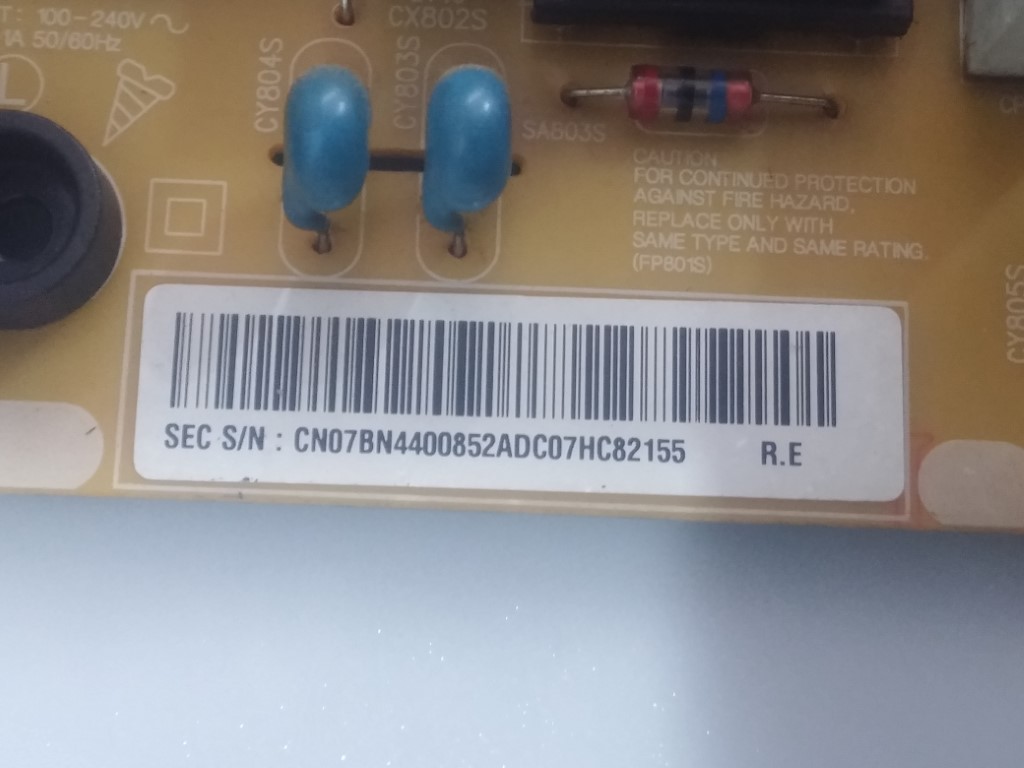 T: 100-240V~
1A 50/60Hz
L
CX802S
CY804S
CY803S
SA803S
CAUTION
FOR CONTINUED PROTECTION
AGAINST FIRE HAZARD,
REPLACE ONLY WITH
SAME TYPE AND SAME RATING.
(FP801S)
CY805S
SEC S/N : CN07BN4400852ADC07HC82155 R.E